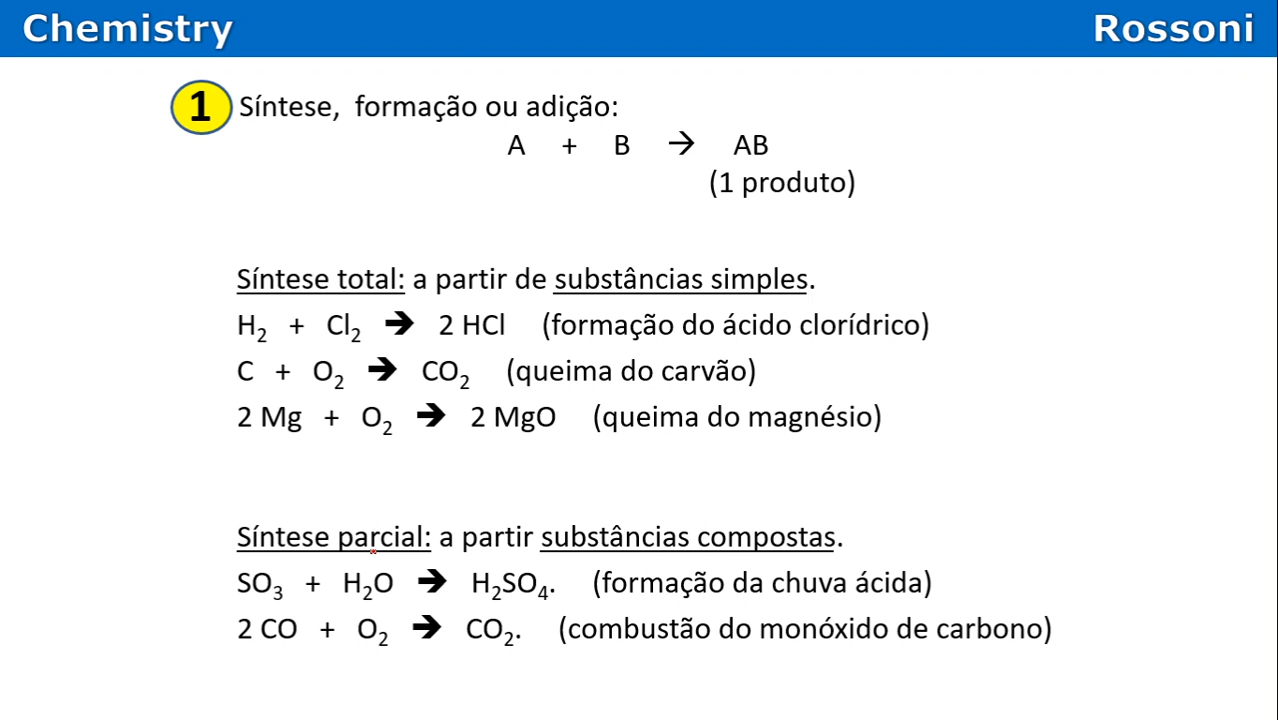 Chemistry Rossoni
1 Síntese, formação ou adição:
A + B → AB
(1 produto)
Síntese total: a partir de substâncias simples.
H₂ + Cl₂ → 2 HCl (formação do ácido clorídrico)
C + O₂ → CO₂ (queima do carvão)
2 Mg + O₂ → 2 MgO (queima do magnésio)
Síntese parcial: a partir substâncias compostas.
SO₃ + H₂O → H₂SO₄. (formação da chuva ácida)
2 CO + O₂ → CO₂. (combustão do monóxido de carbono)